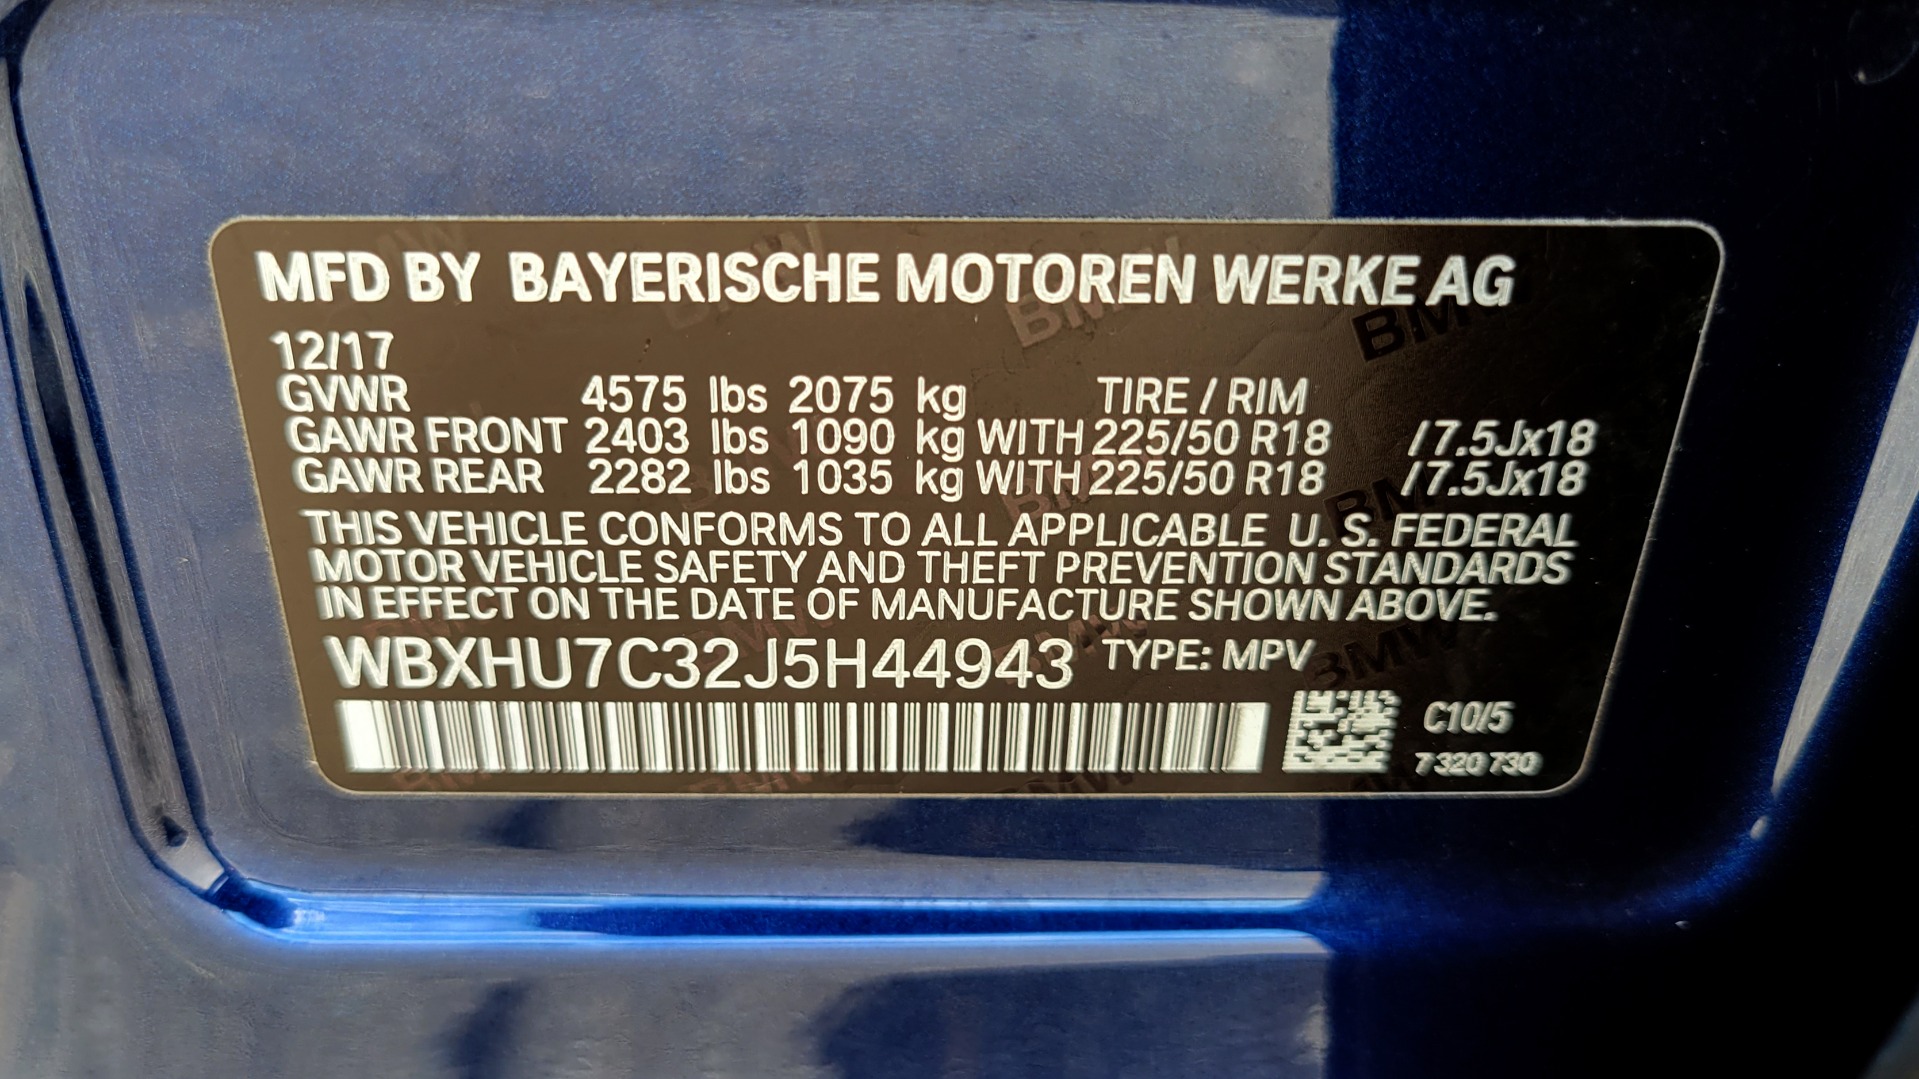 MFD BY BAYERISCHE MOTOREN WERKE AG
12/17
GVWR 4575 lbs 2075 kg TIRE / RIM
GAWR FRONT 2403 lbs 1090 kg WITH 225/50 R18 /7.5Jx18
GAWR REAR 2282 lbs 1035 kg WITH 225/50 R18 /7.5Jx18
THIS VEHICLE CONFORMS TO ALL APPLICABLE U. S. FEDERAL
MOTOR VEHICLE SAFETY AND THEFT PREVENTION STANDARDS
IN EFFECT ON THE DATE OF MANUFACTURE SHOWN ABOVE.
WBXHU7C32J5H44943 TYPE: MPV
C10/5
7 320 730